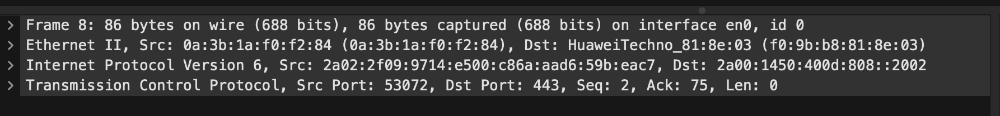 Frame 8: 86 bytes on wire (688 bits), 86 bytes captured (688 bits) on interface en0, id 0
Ethernet II, Src: 0a:3b:1a:f0:f2:84 (0a:3b:1a:f0:f2:84), Dst: HuaweiTechno_81:8e:03 (f0:9b:b8:81:8e:03)
Internet Protocol Version 6, Src: 2a02:2f09:9714:e500:c86a:aad6:59b:eac7, Dst: 2a00:1450:400d:808::2002
Transmission Control Protocol, Src Port: 53072, Dst Port: 443, Seq: 2, Ack: 75, Len: 0